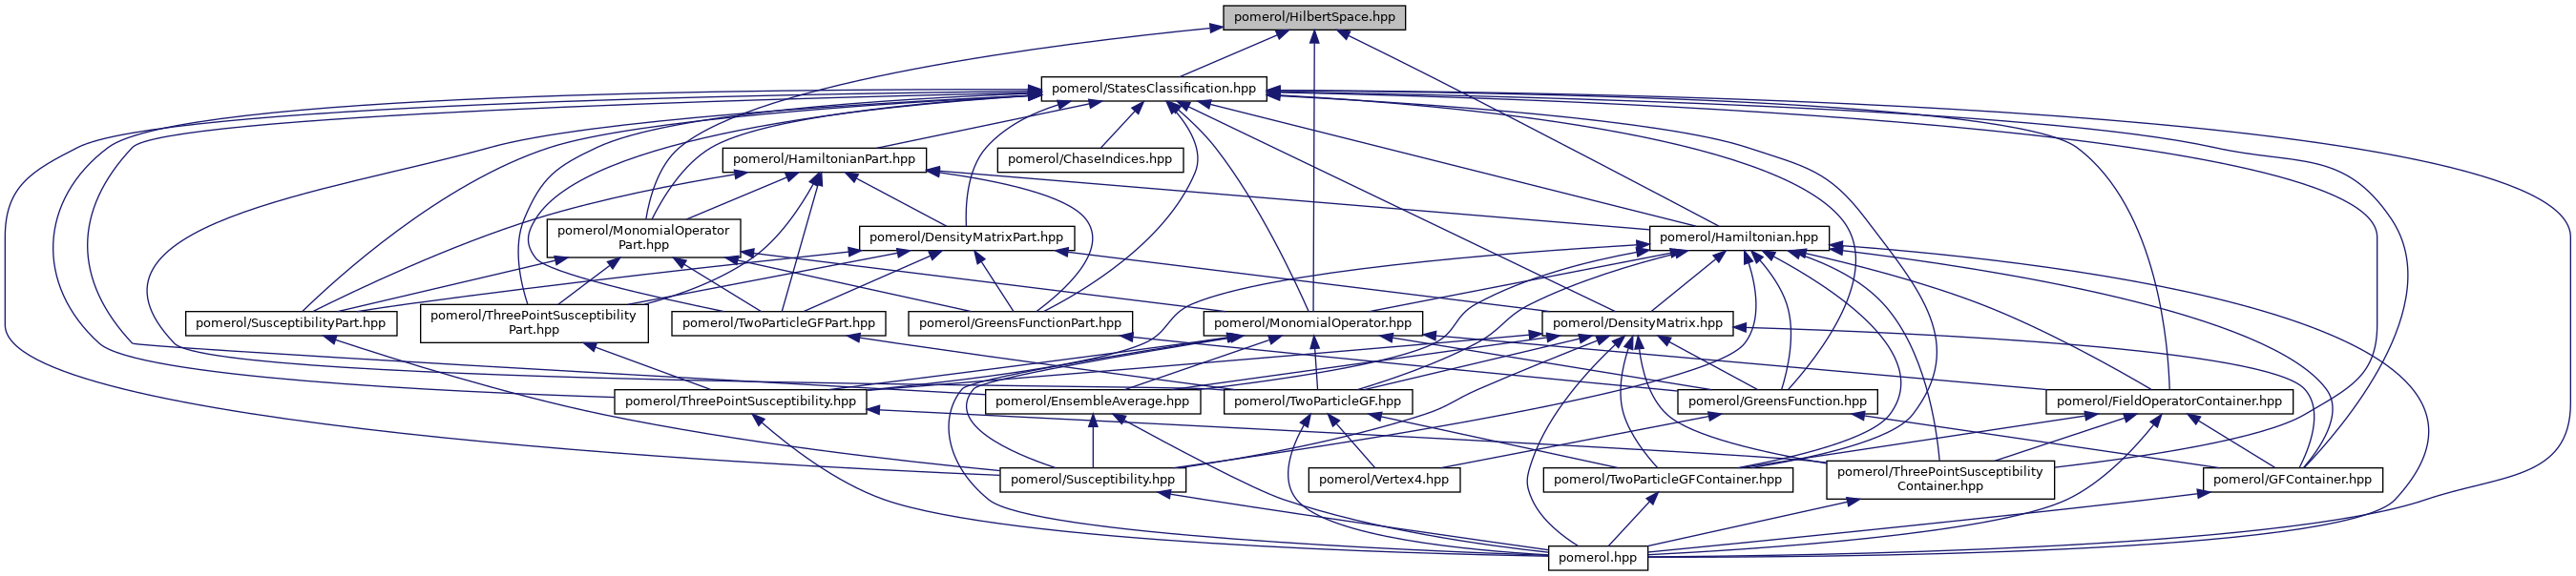 pomerol/HilbertSpace.hpp
pomerol/StatesClassification.hpp
pomerol/HamiltonianPart.hpp
pomerol/ChaseIndices.hpp
pomerol/MonomialOperator
Part.hpp
pomerol/DensityMatrixPart.hpp
pomerol/Hamiltonian.hpp
pomerol/SusceptibilityPart.hpp
pomerol/ThreePointSusceptibility
Part.hpp
pomerol/TwoParticleGFPart.hpp
pomerol/GreensFunctionPart.hpp
pomerol/MonomialOperator.hpp
pomerol/DensityMatrix.hpp
pomerol/ThreePointSusceptibility.hpp
pomerol/EnsembleAverage.hpp
pomerol/TwoParticleGF.hpp
pomerol/GreensFunction.hpp
pomerol/FieldOperatorContainer.hpp
pomerol/Susceptibility.hpp
pomerol/Vertex4.hpp
pomerol/TwoParticleGFContainer.hpp
pomerol/ThreePointSusceptibility
Container.hpp
pomerol/GFContainer.hpp
pomerol.hpp